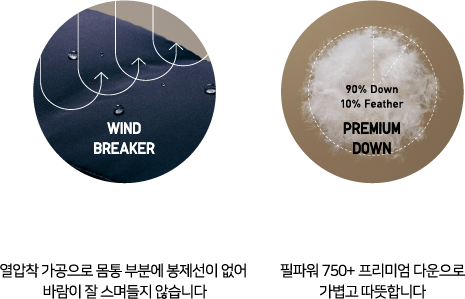 WIND
BREAKER
90% Down
10% Feather
PREMIUM
DOWN
열압착 가공으로 몸통 부분에 봉제선이 없어
바람이 잘 스며들지 않습니다
필파워 750+ 프리미엄 다운으로
가볍고 따뜻합니다